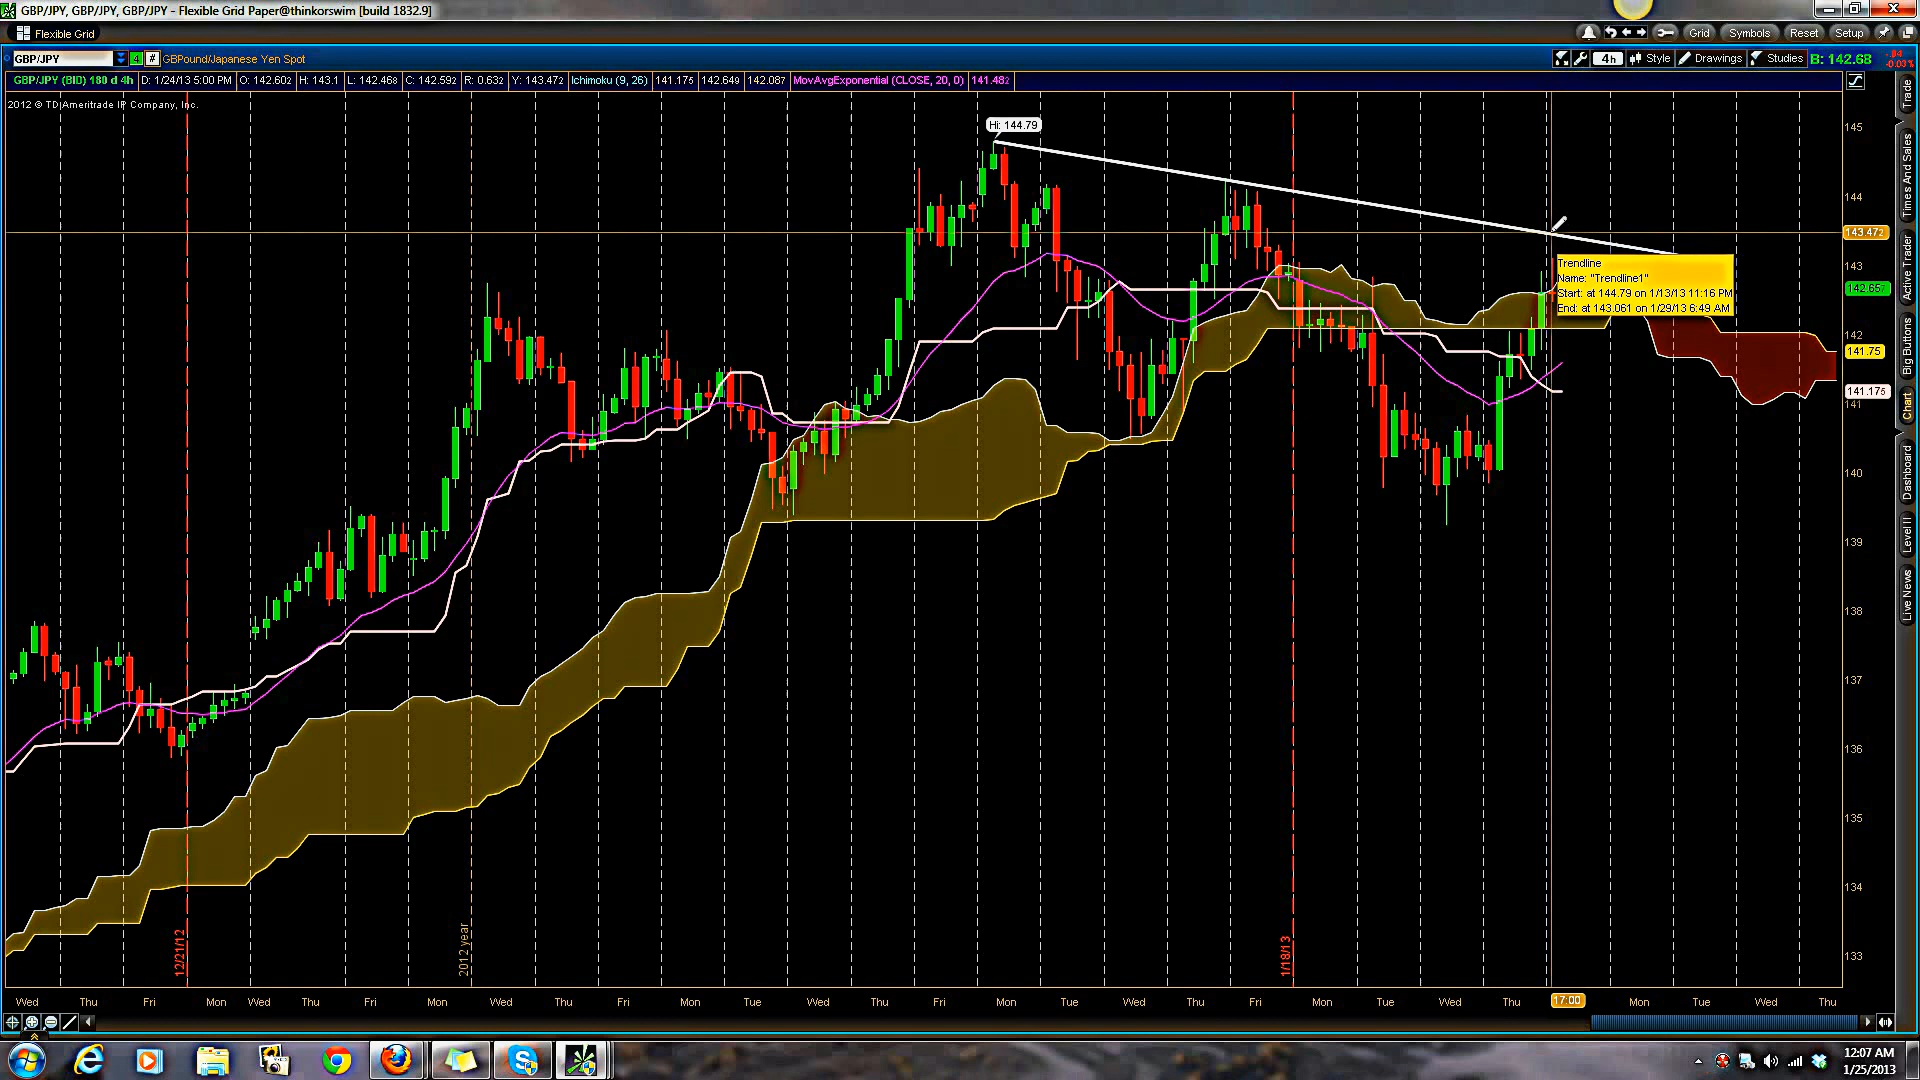 GBP/JPY, GBP/JPY, GBP/JPY - Flexible Grid Paper@thinkorswim [build 1832.9]
Flexible Grid
Grid Symbols Reset Setup
GBP/JPY 4 # GBPound/Japanese Yen Spot
4h Style Drawings Studies B: 142.68
-0.03%
GBP/JPY (BID) 180 d 4h D: 1/24/13 5:00 PM O: 142.602 H: 143.1 L: 142.468 C: 142.592 R: 0.632 Y: 143.472 Ichimoku (9, 26) 141.175 142.649 142.087 MovAvgExponential (CLOSE, 20, 0) 141.482
2012 © TD Ameritrade IP Company, Inc.
Hi: 144.79
Trendline
Name: "Trendline1"
Start: at 144.79 on 1/13/13 11:16 PM
End: at 143.061 on 1/29/13 6:49 AM
145
144
143.472
143
142.657
142
141.75
141.175
141
140
139
138
137
136
135
134
133
12/21/12
2012 year
1/18/13
Wed Thu Fri Mon Wed Thu Fri Mon Wed Thu Fri Mon Tue Wed Thu Fri Mon Tue Wed Thu Fri Mon Tue Wed Thu 17:00 Mon Tue Wed Thu
Trade
Times And Sales
Active Trader
Big Buttons
Chart
Dashboard
Level II
Live News
12:07 AM
1/25/2013